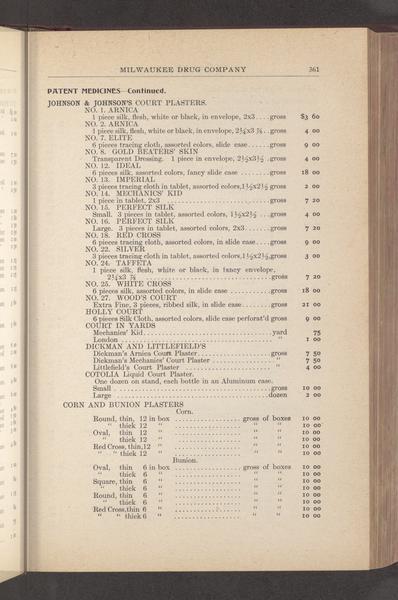 MILWAUKEE DRUG COMPANY 361
PATENT MEDICINES—Continued.
JOHNSON & JOHNSON'S COURT PLASTERS.
NO. 1. ARNICA
1 piece silk, flesh, white or black, in envelope, 2x3....gross $3 60
NO. 2. ARNICA
1 piece silk, flesh, white or black, in envelope, 2¼x3 ⅞..gross 4 00
NO. 7. ELITE
6 pieces tracing cloth, assorted colors, slide case......gross 9 00
NO. 8. GOLD BEATERS' SKIN
Transparent Dressing. 1 piece in envelope, 2½x3½..gross 4 00
NO. 12. IDEAL
6 pieces silk, assorted colors, fancy slide case........gross 18 00
NO. 13. IMPERIAL
3 pieces tracing cloth in tablet, assorted colors,1½x2½ gross 2 00
NO. 14. MECHANICS' KID
1 piece in tablet, 2x3 ............................gross 7 20
NO. 15. PERFECT SILK
Small. 3 pieces in tablet, assorted colors, 1½x2½ ...gross 4 00
NO. 16. PERFECT SILK
Large. 3 pieces in tablet, assorted colors, 2x3.......gross 7 20
NO. 18. RED CROSS
6 pieces tracing cloth, assorted colors, in slide case....gross 9 00
NO. 22. SILVER
3 pieces tracing cloth in tablet, assorted colors,1½x2½,gross 3 00
NO. 24. TAFFETA
1 piece silk, flesh, white or black, in fancy envelope,
2¼x3 ⅞ ........................................gross 7 20
NO. 25. WHITE CROSS
6 pieces silk, assorted colors, in slide case ...........gross 18 00
NO. 27. WOOD'S COURT
Extra Fine, 3 pieces, ribbed silk, in slide case........gross 21 00
HOLLY COURT
6 pieces Silk Cloth, assorted colors, slide case perforat'd gross 9 00
COURT IN YARDS
Mechanics' Kid....................................yard 75
London ........................................... " 1 00
DICKMAN AND LITTLEFIELD'S
Dickman's Arnica Court Plaster.....................gross 7 50
Dickman's Mechanics' Court Plaster ................. " 7 50
Littlefield's Court Plaster .......................... " 4 00
COTOLIA Liquid Court Plaster.
One dozen on stand, each bottle in an Aluminum case.
Small ............................................gross 10 00
Large ...........................................dozen 2 00
CORN AND BUNION PLASTERS
Corn.
Round, thin, 12 in box .................. gross of boxes 10 00
" thick 12 " .................. " " 10 00
Oval, thin 12 " .................. " " 10 00
" thick 12 " .................. " " 10 00
Red Cross, thin,12 " .................. " " 10 00
" " thick 12 " .................. " " 10 00
Bunion.
Oval, thin 6 in box .................. gross of boxes 10 00
" thick 6 " .................. " " 10 00
Square, thin 6 " .................. " " 10 00
" thick 6 " .................. " " 10 00
Round, thin 6 " .................. " " 10 00
" thick 6 " .................. " " 10 00
Red Cross,thin 6 " .................. " " 10 00
" " thick 6 " .................. " " 10 00